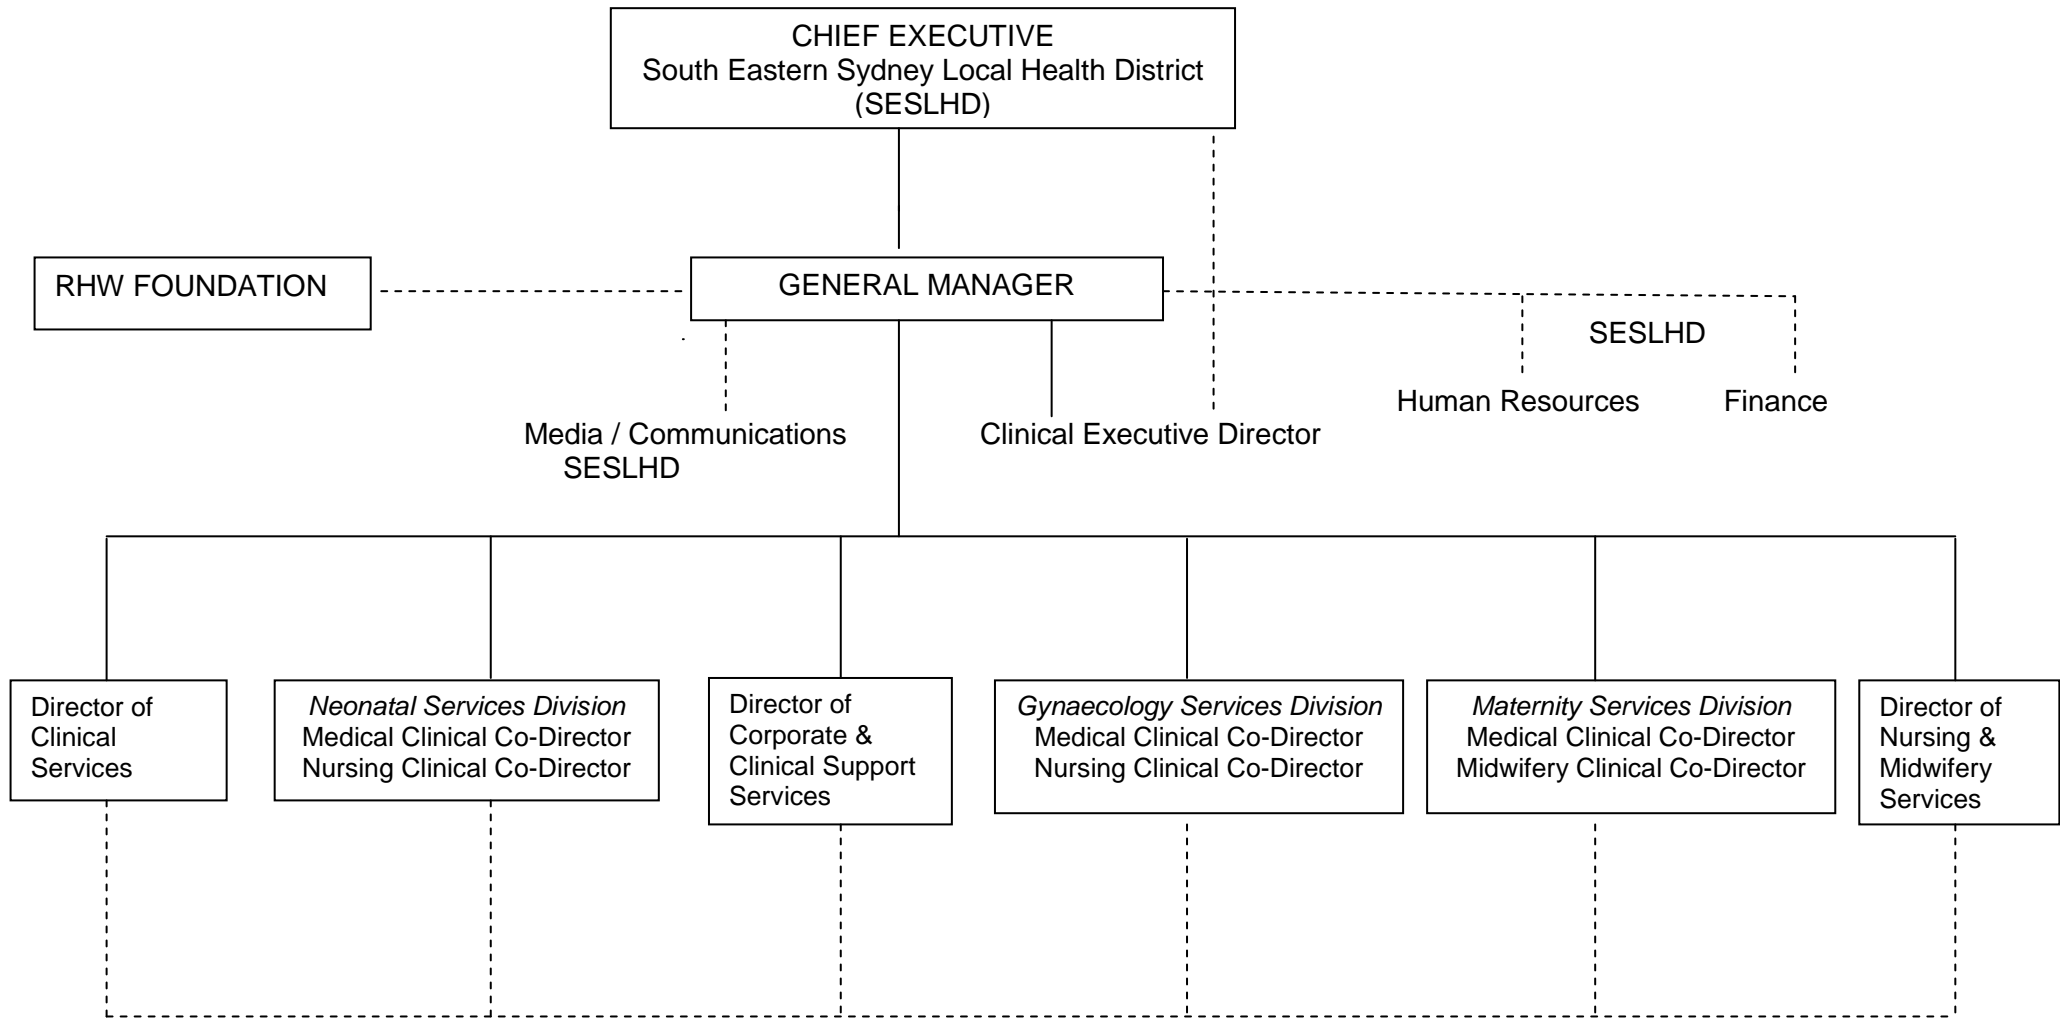 CHIEF EXECUTIVE
South Eastern Sydney Local Health District
(SESLHD)
RHW FOUNDATION
GENERAL MANAGER
SESLHD
Human Resources
Finance
Media / Communications
SESLHD
Clinical Executive Director
Director of
Clinical
Services
Neonatal Services Division
Medical Clinical Co-Director
Nursing Clinical Co-Director
Director of
Corporate &
Clinical Support
Services
Gynaecology Services Division
Medical Clinical Co-Director
Nursing Clinical Co-Director
Maternity Services Division
Medical Clinical Co-Director
Midwifery Clinical Co-Director
Director of
Nursing &
Midwifery
Services